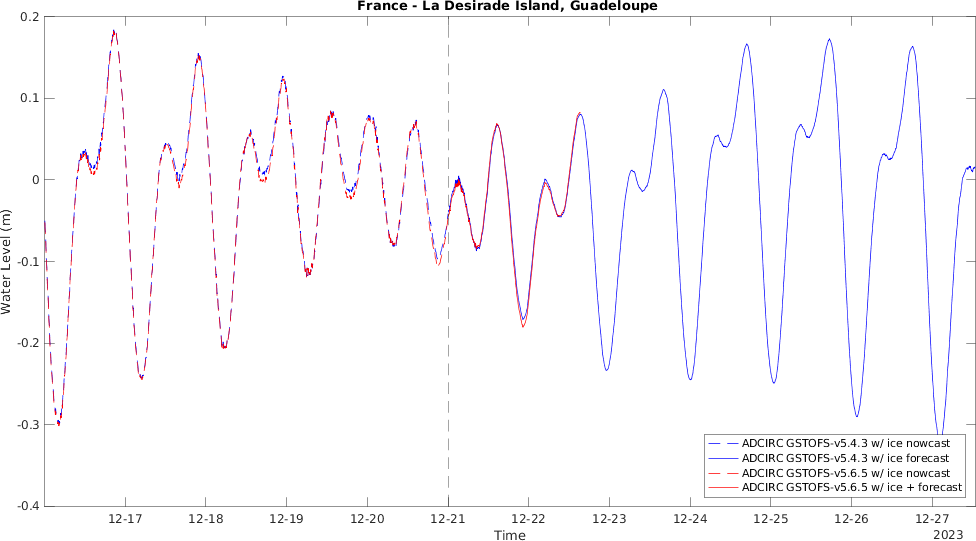 France - La Desirade Island, Guadeloupe
0.2
0.1
0
-0.1
-0.2
-0.3
-0.4
Water Level (m)
ADCIRC GSTOFS-v5.4.3 w/ ice nowcast
ADCIRC GSTOFS-v5.4.3 w/ ice forecast
ADCIRC GSTOFS-v5.6.5 w/ ice nowcast
ADCIRC GSTOFS-v5.6.5 w/ ice + forecast
12-17 12-18 12-19 12-20 12-21 12-22 12-23 12-24 12-25 12-26 12-27
Time
2023